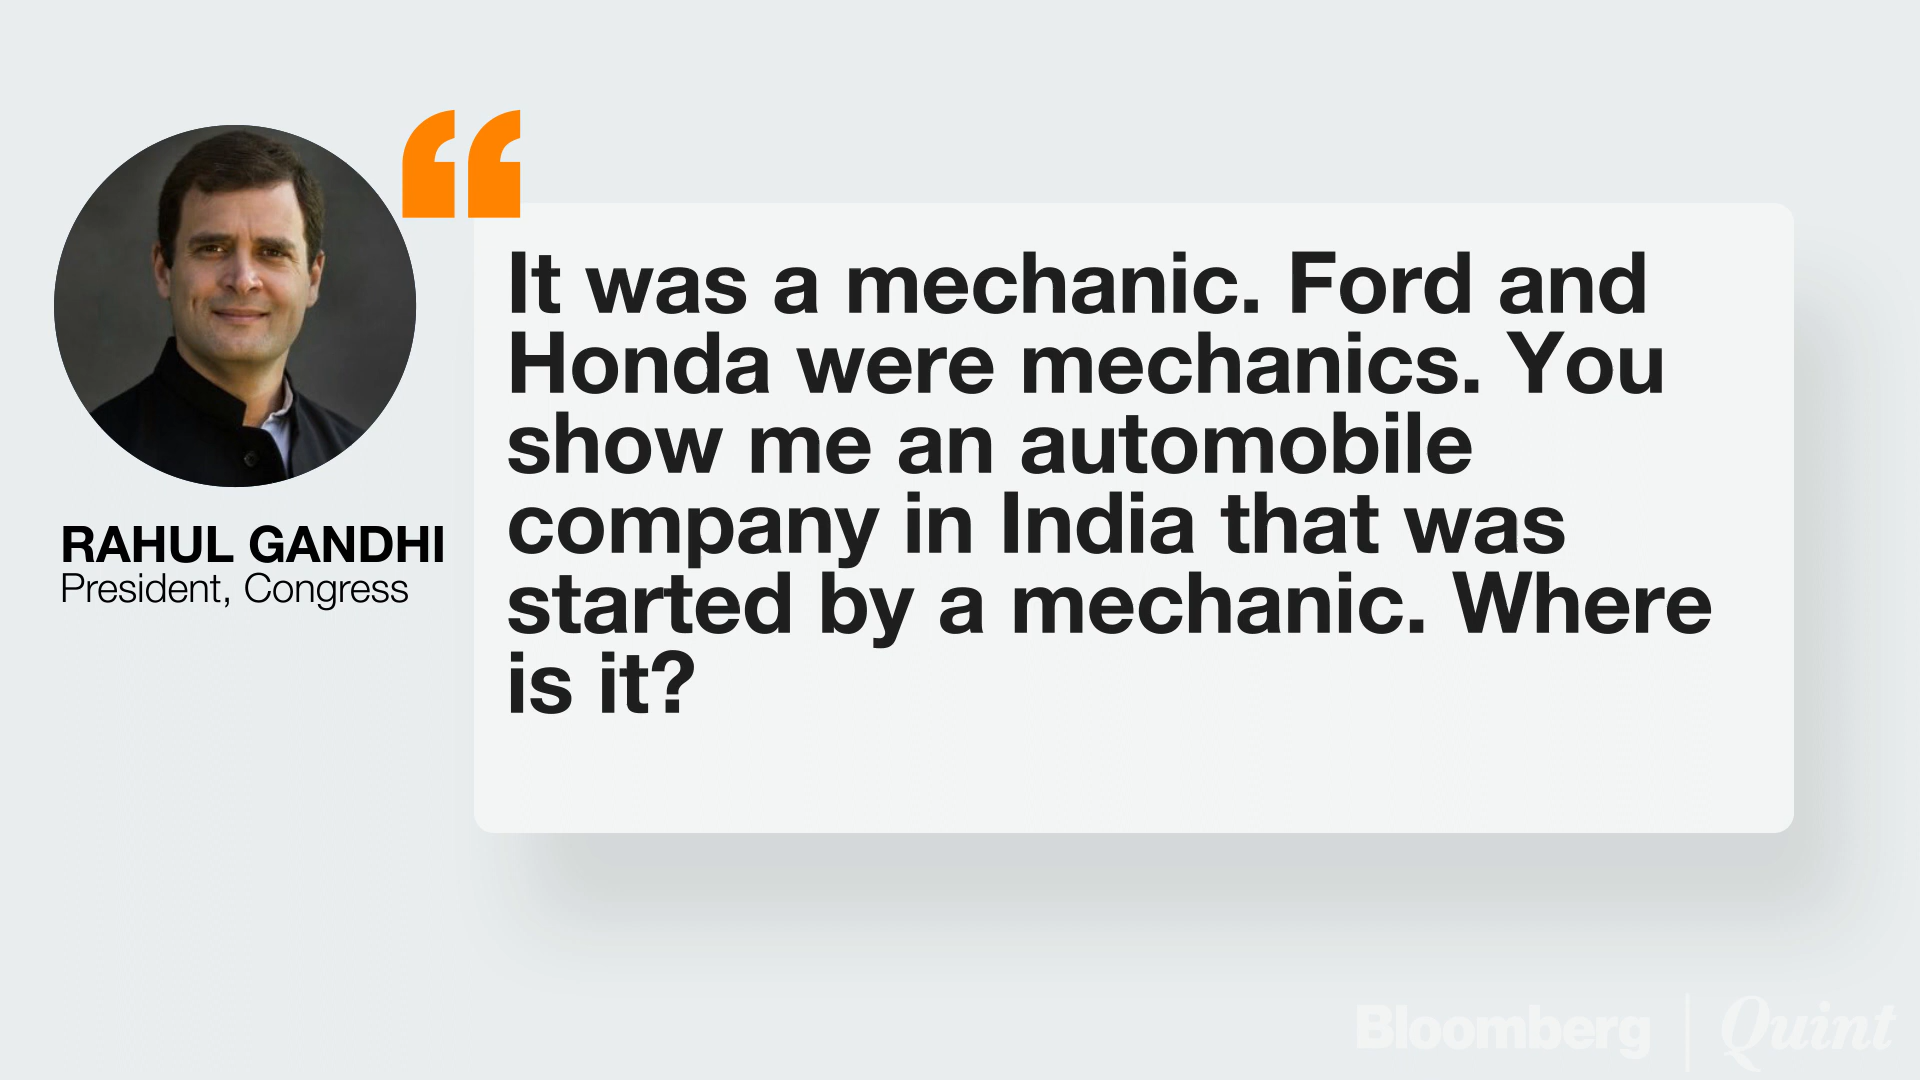 “
RAHUL GANDHI
President, Congress
It was a mechanic. Ford and
Honda were mechanics. You
show me an automobile
company in India that was
started by a mechanic. Where
is it?
Bloomberg | Quint